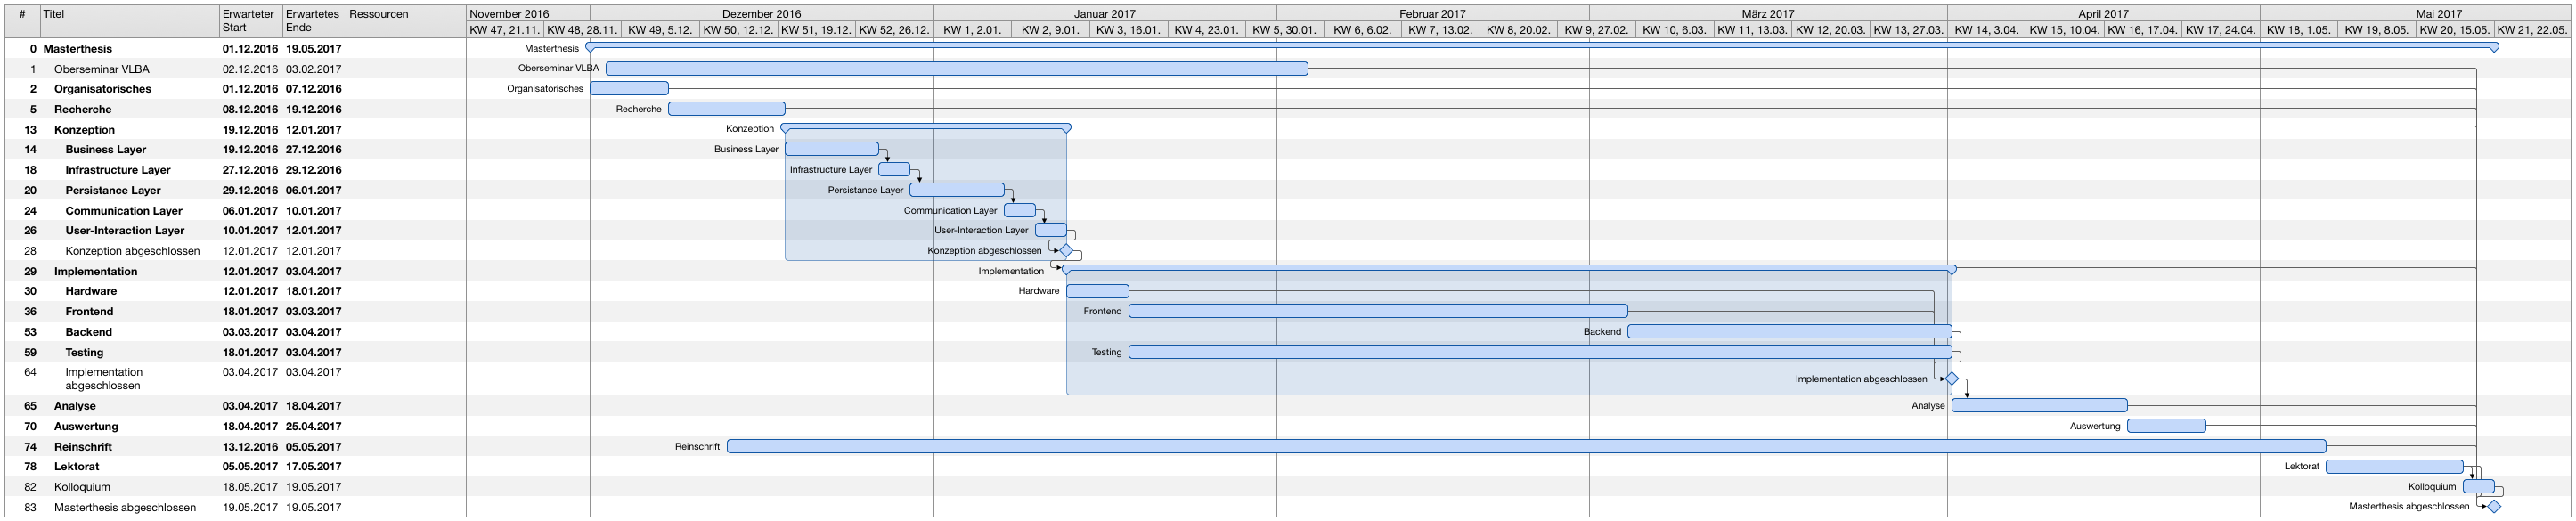 # Titel Erwarteter Start Erwartetes Ende Ressourcen November 2016 Dezember 2016 Januar 2017 Februar 2017 März 2017 April 2017 Mai 2017
KW 47, 21.11. KW 48, 28.11. KW 49, 5.12. KW 50, 12.12. KW 51, 19.12. KW 52, 26.12. KW 1, 2.01. KW 2, 9.01. KW 3, 16.01. KW 4, 23.01. KW 5, 30.01. KW 6, 6.02. KW 7, 13.02. KW 8, 20.02. KW 9, 27.02. KW 10, 6.03. KW 11, 13.03. KW 12, 20.03. KW 13, 27.03. KW 14, 3.04. KW 15, 10.04. KW 16, 17.04. KW 17, 24.04. KW 18, 1.05. KW 19, 8.05. KW 20, 15.05. KW 21, 22.05.
0 Masterthesis 01.12.2016 19.05.2017 Masterthesis
1 Oberseminar VLBA 02.12.2016 03.02.2017 Oberseminar VLBA
2 Organisatorisches 01.12.2016 07.12.2016 Organisatorisches
5 Recherche 08.12.2016 19.12.2016 Recherche
13 Konzeption 19.12.2016 12.01.2017 Konzeption
14 Business Layer 19.12.2016 27.12.2016 Business Layer
18 Infrastructure Layer 27.12.2016 29.12.2016 Infrastructure Layer
20 Persistance Layer 29.12.2016 06.01.2017 Persistance Layer
24 Communication Layer 06.01.2017 10.01.2017 Communication Layer
26 User-Interaction Layer 10.01.2017 12.01.2017 User-Interaction Layer
28 Konzeption abgeschlossen 12.01.2017 12.01.2017 Konzeption abgeschlossen
29 Implementation 12.01.2017 03.04.2017 Implementation
30 Hardware 12.01.2017 18.01.2017 Hardware
36 Frontend 18.01.2017 03.03.2017 Frontend
53 Backend 03.03.2017 03.04.2017 Backend
59 Testing 18.01.2017 03.04.2017 Testing
64 Implementation abgeschlossen 03.04.2017 03.04.2017 Implementation abgeschlossen
65 Analyse 03.04.2017 18.04.2017 Analyse
70 Auswertung 18.04.2017 25.04.2017 Auswertung
74 Reinschrift 13.12.2016 05.05.2017 Reinschrift
78 Lektorat 05.05.2017 17.05.2017 Lektorat
82 Kolloquium 18.05.2017 19.05.2017 Kolloquium
83 Masterthesis abgeschlossen 19.05.2017 19.05.2017 Masterthesis abgeschlossen